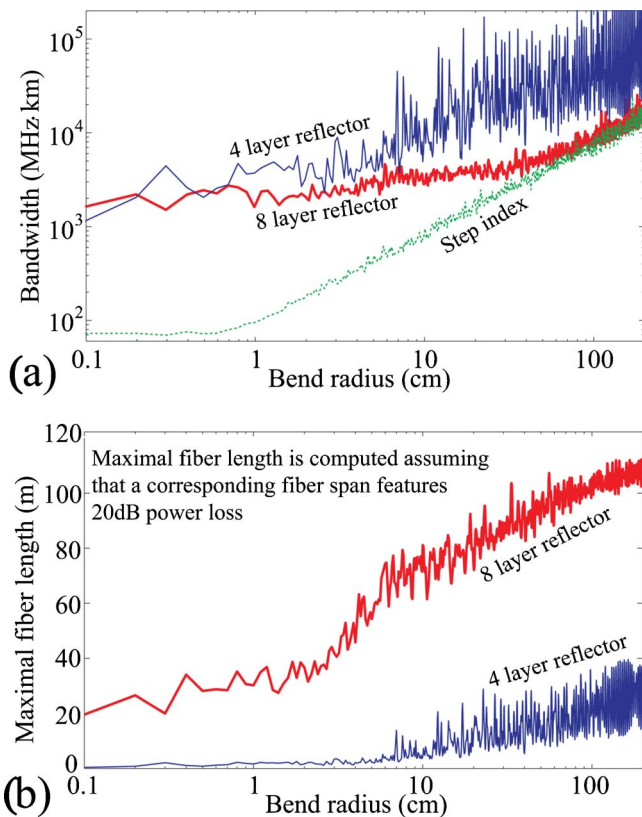 10^5
10^4
10^3
10^2
Bandwidth (MHz·km)
4 layer reflector
8 layer reflector
Step index
0.1 1 10 100
Bend radius (cm)
(a)
120
100
80
60
40
20
0
Maximal fiber length (m)
Maximal fiber length is computed assuming
that a corresponding fiber span features
20dB power loss
8 layer reflector
4 layer reflector
0.1 1 10 100
Bend radius (cm)
(b)